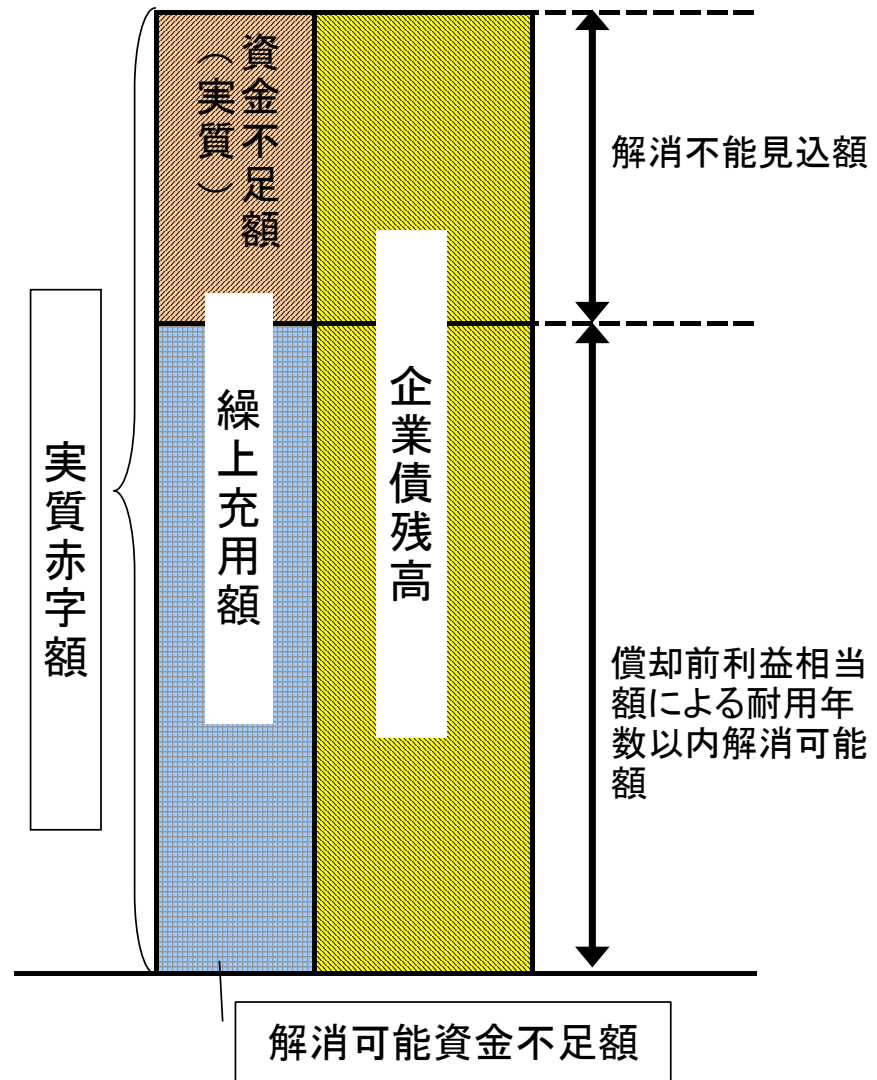 資金不足額
（実質）
解消不能見込額
実質赤字額
繰上充用額
企業債残高
償却前利益相当
額による耐用年
数以内解消可能
額
解消可能資金不足額